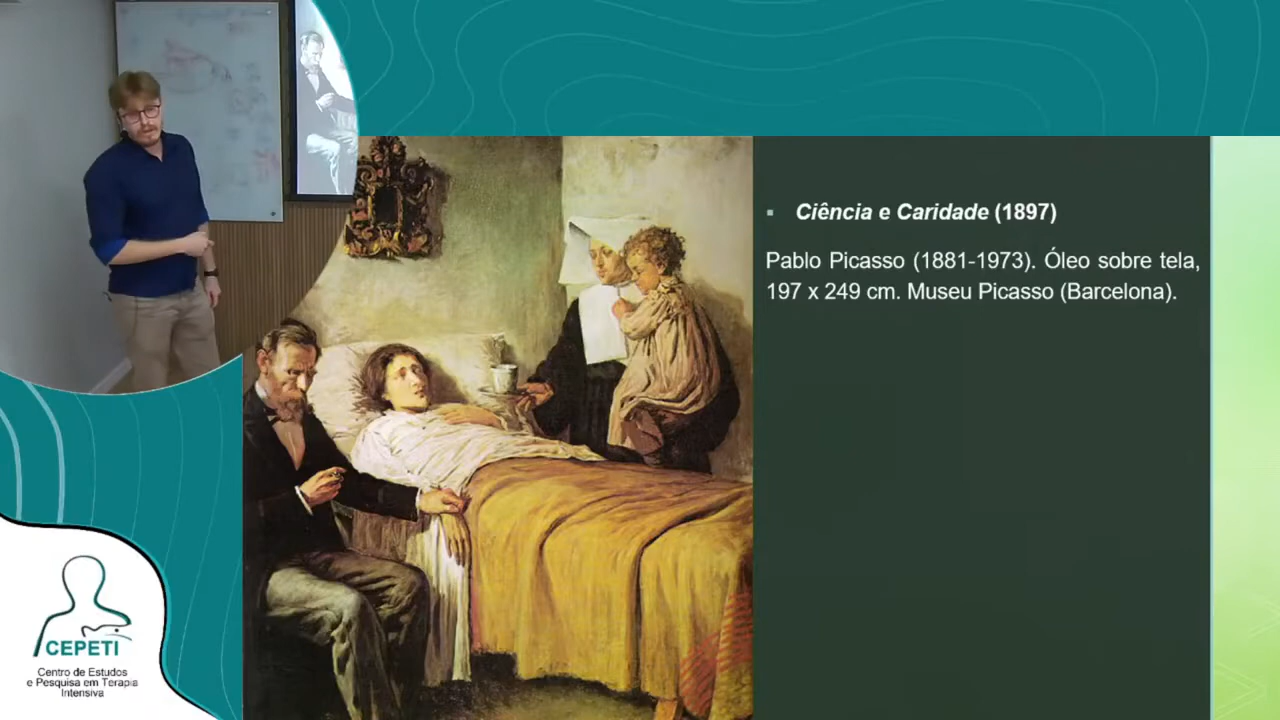 Ciência e Caridade (1897)
Pablo Picasso (1881-1973). Óleo sobre tela,
197 x 249 cm. Museu Picasso (Barcelona).
CEPETI
Centro de Estudos
e Pesquisa em Terapia
Intensiva